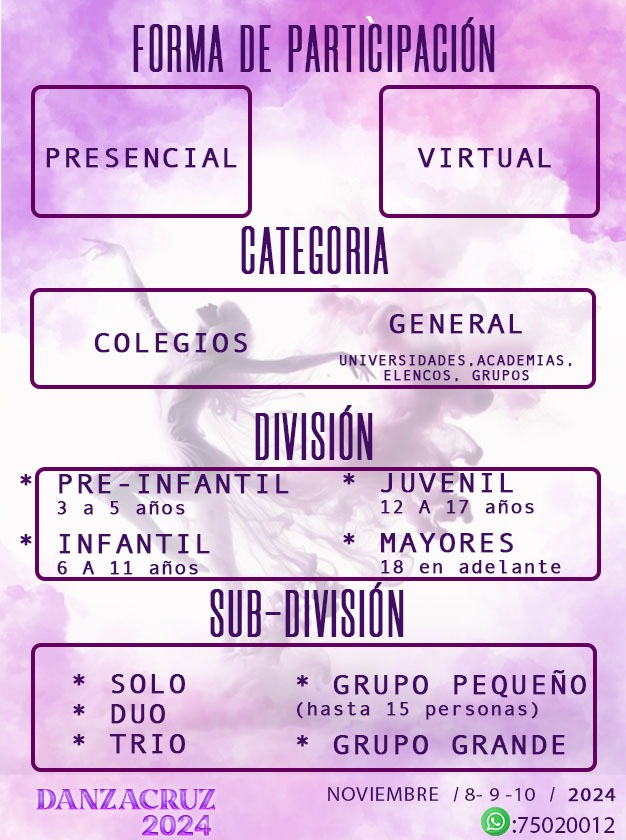 FORMA DE PARTICIPACIÓN
PRESENCIAL
VIRTUAL
CATEGORIA
COLEGIOS
GENERAL
UNIVERSIDADES,ACADEMIAS,
ELENCOS, GRUPOS
DIVISIÓN
* PRE-INFANTIL
3 a 5 años
* INFANTIL
6 A 11 años
* JUVENIL
12 A 17 años
* MAYORES
18 en adelante
SUB-DIVISIÓN
* SOLO
* DUO
* TRIO
* GRUPO PEQUEÑO
(hasta 15 personas)
* GRUPO GRANDE
DANZACRUZ
2024
NOVIEMBRE / 8- 9 -10 / 2024
:75020012